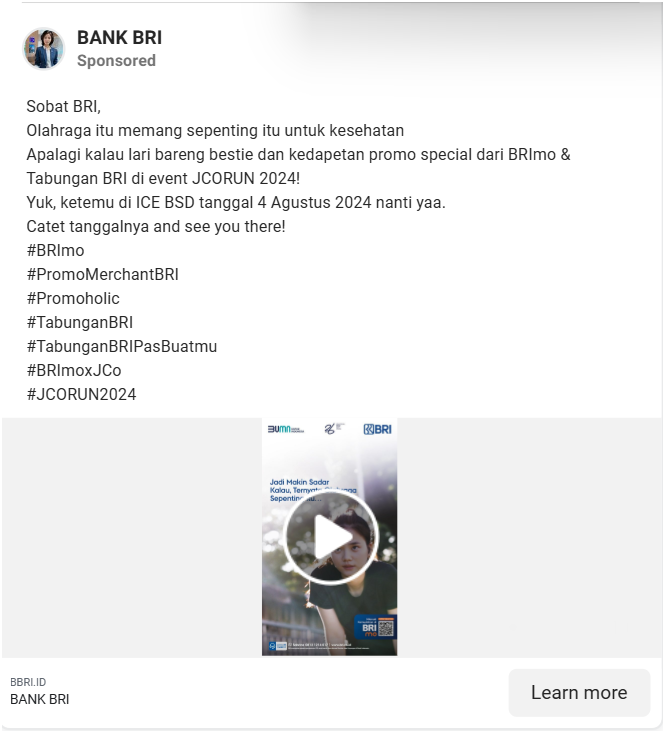 BANK BRI
Sponsored
Sobat BRI,
Olahraga itu memang sepenting itu untuk kesehatan
Apalagi kalau lari bareng bestie dan kedapetan promo special dari BRImo &
Tabungan BRI di event JCORUN 2024!
Yuk, ketemu di ICE BSD tanggal 4 Agustus 2024 nanti yaa.
Catet tanggalnya and see you there!
#BRImo
#PromoMerchantBRI
#Promoholic
#TabunganBRI
#TabunganBRIPasBuatmu
#BRImoxJCo
#JCORUN2024
BUMN
BRI
Jadi Makin Sadar
Kalau, Ternyata
BRI
mo
BBRI.ID
BANK BRI
Learn more